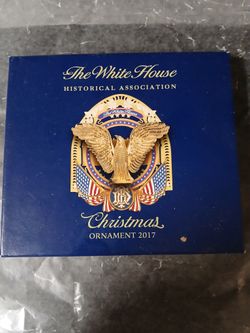 The White House
HISTORICAL ASSOCIATION
Christmas
ORNAMENT 2017